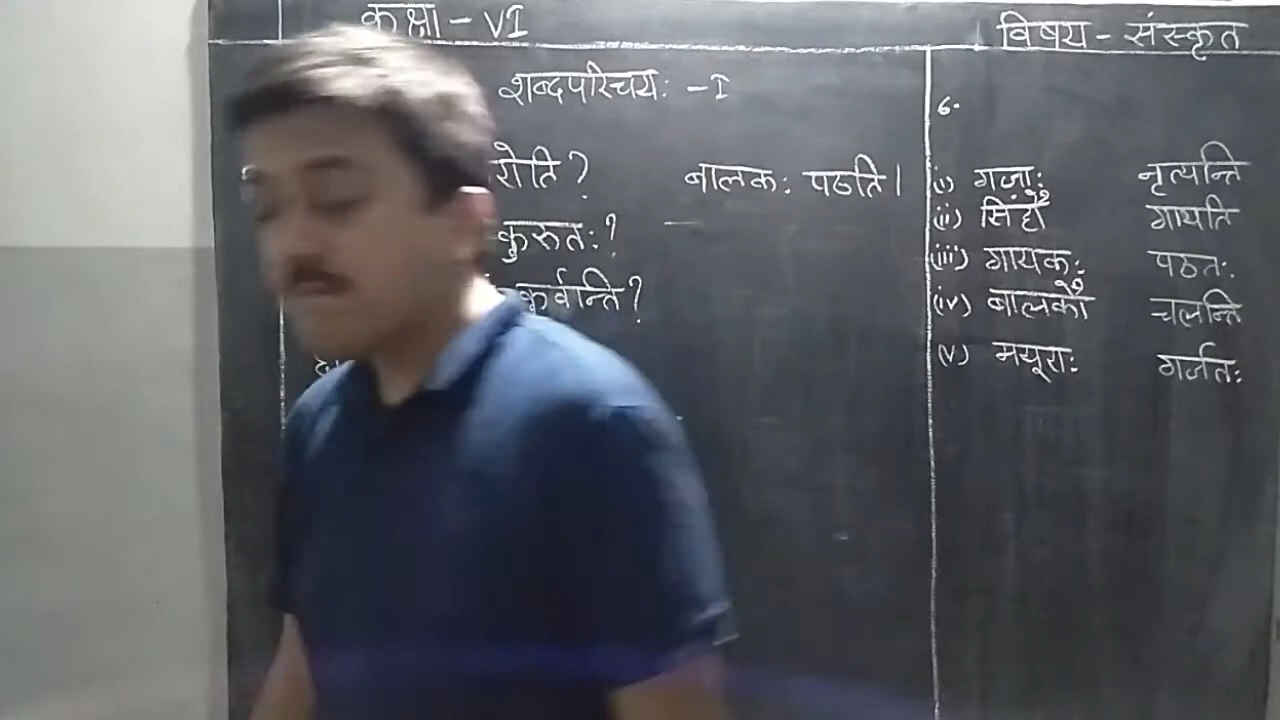 कक्षा - VI
विषय - संस्कृत
शब्दपरिचयः - I
रोति? बालकः पठति।
कुरुतः?
कुर्वन्ति?
6.
(i) गजाः नृत्यन्ति
(ii) सिंहौ गायति
(iii) गायकः पठतः
(iv) बालकौ चलन्ति
(v) मयूराः गर्जतः